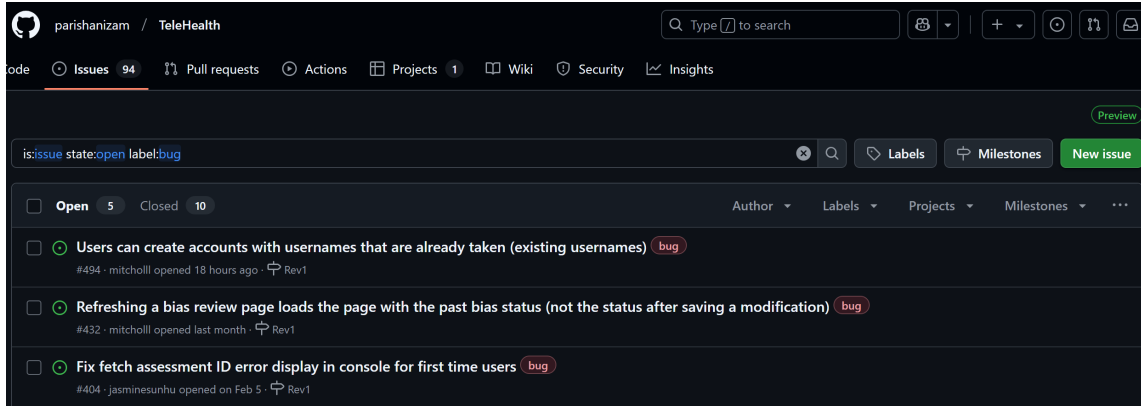 parishanizam / TeleHealth
Type / to search
Code Issues 94 Pull requests Actions Projects 1 Wiki Security Insights
Preview
is:issue state:open label:bug
Labels Milestones New issue
Open 5 Closed 10 Author Labels Projects Milestones ...
Users can create accounts with usernames that are already taken (existing usernames) bug
#494 · mitcholll opened 18 hours ago · Rev1
Refreshing a bias review page loads the page with the past bias status (not the status after saving a modification) bug
#432 · mitcholll opened last month · Rev1
Fix fetch assessment ID error display in console for first time users bug
#404 · jasminesunhu opened on Feb 5 · Rev1